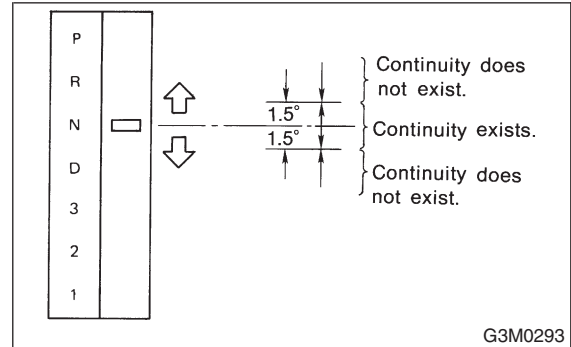 P
R
N
D
3
2
1
1.5°
1.5°
Continuity does
not exist.
Continuity exists.
Continuity does
not exist.
G3M0293